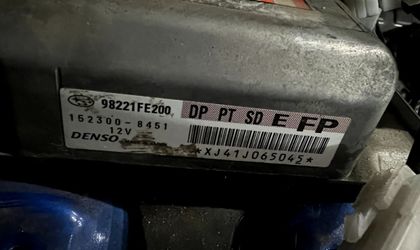 98221FE200 DP PT SD E FP
152300-8451
12V
DENSO
*XJ41J065045*